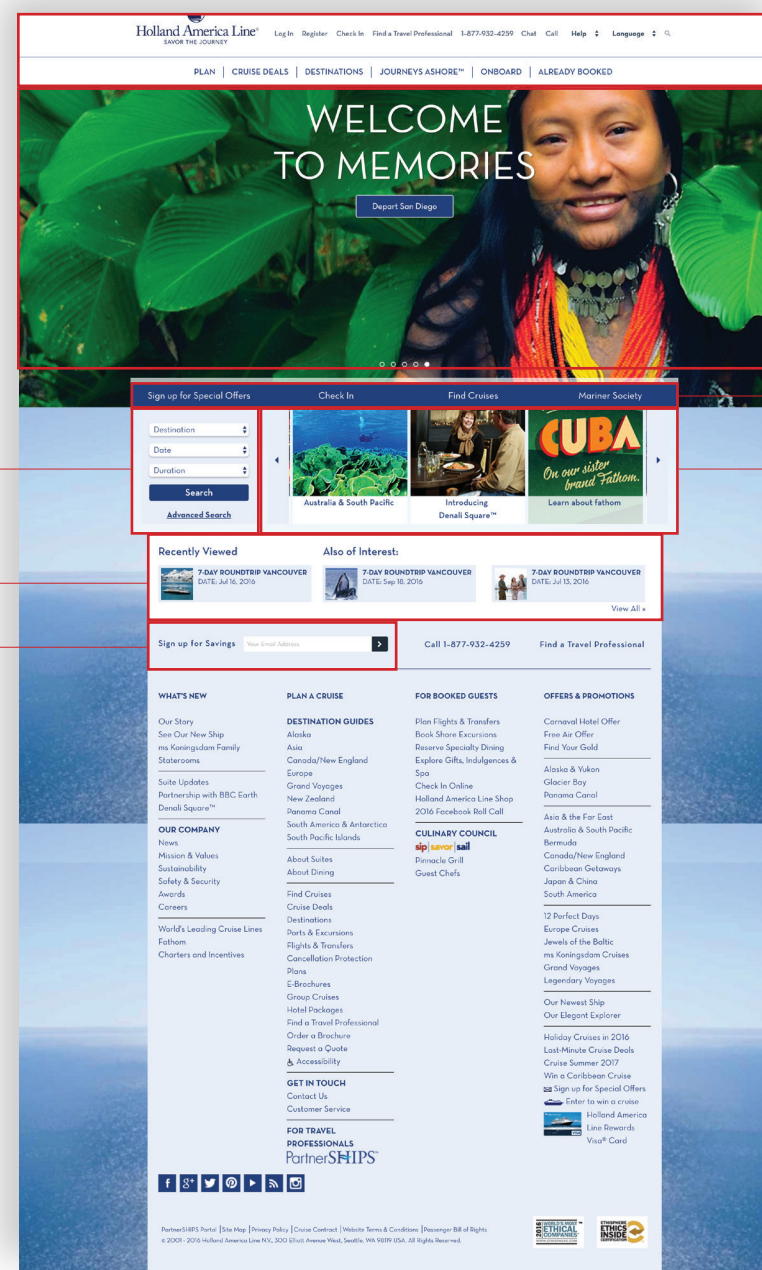 Holland America Line®
SAVOR THE JOURNEY
Log In Register Check In Find a Travel Professional 1-877-932-4259 Chat Call Help Language
PLAN | CRUISE DEALS | DESTINATIONS | JOURNEYS ASHORE™ | ONBOARD | ALREADY BOOKED
WELCOME
TO MEMORIES
Depart San Diego
Sign up for Special Offers Check In Find Cruises Mariner Society
Destination
Date
Duration
Search
Advanced Search
Australia & South Pacific
Introducing
Denali Square™
CUBA
On our sister
brand Fathom.
Learn about fathom
Recently Viewed
7-DAY ROUNDTRIP VANCOUVER
DATE: Jul 16, 2016
Also of Interest:
7-DAY ROUNDTRIP VANCOUVER
DATE: Sep 18, 2016
7-DAY ROUNDTRIP VANCOUVER
DATE: Jul 13, 2016
View All »
Sign up for Savings Your Email Address > Call 1-877-932-4259 Find a Travel Professional
WHAT'S NEW
Our Story
See Our New Ship
ms Koningsdam Family
Staterooms
Suite Updates
Partnership with BBC Earth
Denali Square™
OUR COMPANY
News
Mission & Values
Sustainability
Safety & Security
Awards
Careers
World's Leading Cruise Lines
Fathom
Charters and Incentives
PLAN A CRUISE
DESTINATION GUIDES
Alaska
Asia
Canada/New England
Europe
Grand Voyages
New Zealand
Panama Canal
South America & Antarctica
South Pacific Islands
About Suites
About Dining
Find Cruises
Cruise Deals
Destinations
Ports & Excursions
Flights & Transfers
Cancellation Protection
Plans
E-Brochures
Group Cruises
Hotel Packages
Find a Travel Professional
Order a Brochure
Request a Quote
Accessibility
GET IN TOUCH
Contact Us
Customer Service
FOR TRAVEL
PROFESSIONALS
PartnerSHIPS
FOR BOOKED GUESTS
Plan Flights & Transfers
Book Shore Excursions
Reserve Specialty Dining
Explore Gifts, Indulgences &
Spa
Check In Online
Holland America Line Shop
2016 Facebook Roll Call
CULINARY COUNCIL
sip|savor|sail
Pinnacle Grill
Guest Chefs
OFFERS & PROMOTIONS
Carnaval Hotel Offer
Free Air Offer
Find Your Gold
Alaska & Yukon
Glacier Bay
Panama Canal
Asia & the Far East
Australia & South Pacific
Bermuda
Canada/New England
Caribbean Getaways
Japan & China
South America
12 Perfect Days
Europe Cruises
Jewels of the Baltic
ms Koningsdam Cruises
Grand Voyages
Legendary Voyages
Our Newest Ship
Our Elegant Explorer
Holiday Cruises in 2016
Last-Minute Cruise Deals
Cruise Summer 2017
Win a Caribbean Cruise
Sign up for Special Offers
Enter to win a cruise
Holland America
Line Rewards
Visa® Card
PartnerSHIPS Portal |Site Map |Privacy Policy |Cruise Contract |Website Terms & Conditions |Passenger Bill of Rights
© 2001 - 2016 Holland America Line N.V., 300 Elliott Avenue West, Seattle, WA 98119 USA. All Rights Reserved.
2016 WORLD'S MOST
ETHICAL
COMPANIES
ETHISPHERE
ETHICS
INSIDE
CERTIFICATION